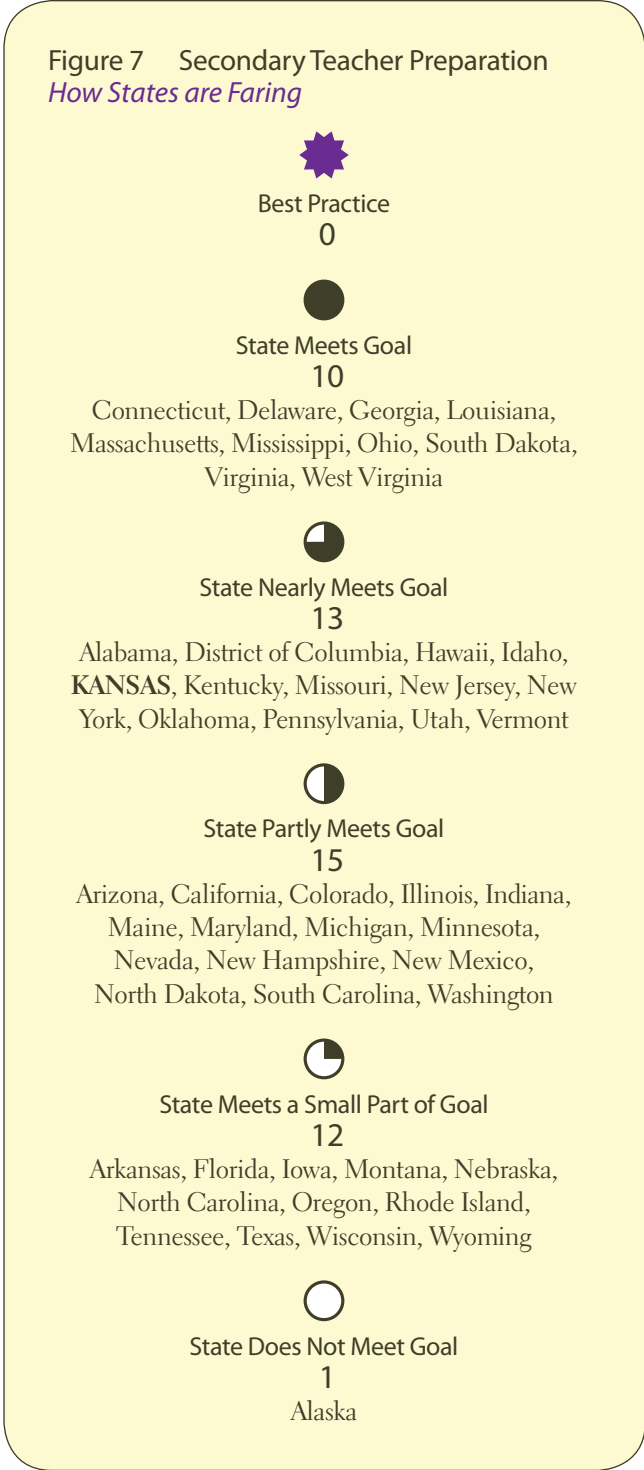 Figure 7 Secondary Teacher Preparation
How States are Faring
Best Practice
0
State Meets Goal
10
Connecticut, Delaware, Georgia, Louisiana,
Massachusetts, Mississippi, Ohio, South Dakota,
Virginia, West Virginia
State Nearly Meets Goal
13
Alabama, District of Columbia, Hawaii, Idaho,
KANSAS, Kentucky, Missouri, New Jersey, New
York, Oklahoma, Pennsylvania, Utah, Vermont
State Partly Meets Goal
15
Arizona, California, Colorado, Illinois, Indiana,
Maine, Maryland, Michigan, Minnesota,
Nevada, New Hampshire, New Mexico,
North Dakota, South Carolina, Washington
State Meets a Small Part of Goal
12
Arkansas, Florida, Iowa, Montana, Nebraska,
North Carolina, Oregon, Rhode Island,
Tennessee, Texas, Wisconsin, Wyoming
State Does Not Meet Goal
1
Alaska